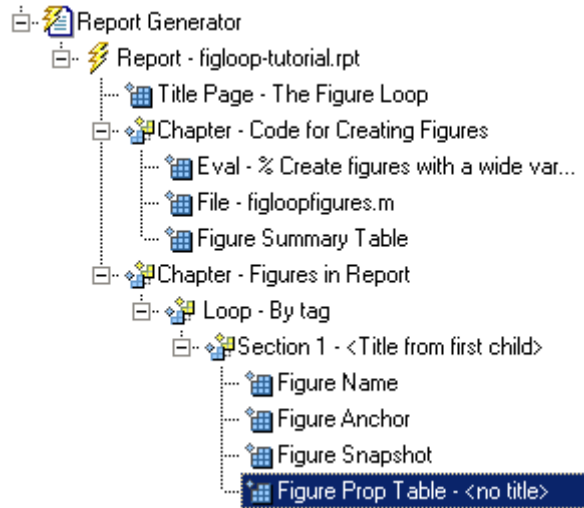 Report Generator
Report - figloop-tutorial.rpt
Title Page - The Figure Loop
Chapter - Code for Creating Figures
Eval - % Create figures with a wide var...
File - figloopfigures.m
Figure Summary Table
Chapter - Figures in Report
Loop - By tag
Section 1 - <Title from first child>
Figure Name
Figure Anchor
Figure Snapshot
Figure Prop Table - <no title>